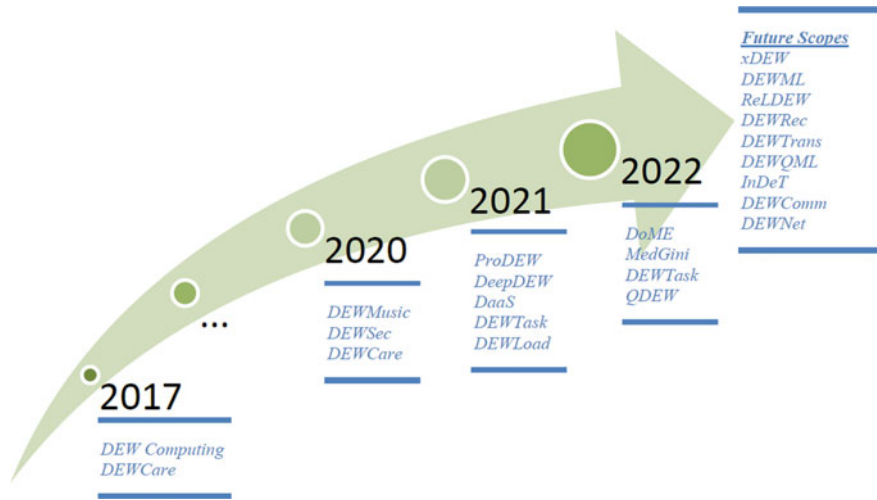 2017
DEW Computing
DEWCare
...
2020
DEWMusic
DEWSec
DEWCare
2021
ProDEW
DeepDEW
DaaS
DEWTask
DEWLoad
2022
DoME
MedGini
DEWTask
QDEW
Future Scopes
xDEW
DEWML
ReLDEW
DEWRec
DEWTrans
DEWQML
InDeT
DEWComm
DEWNet